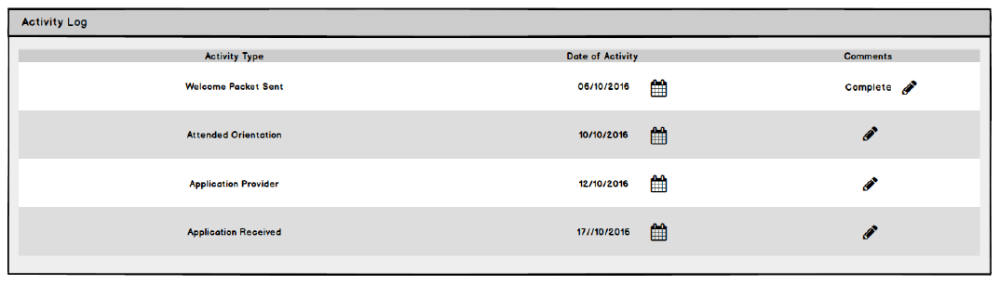 Activity Log
Activity Type Date of Activity Comments
Welcome Packet Sent 06/10/2016 Complete
Attended Orientation 10/10/2016
Application Provider 12/10/2016
Application Received 17//10/2016